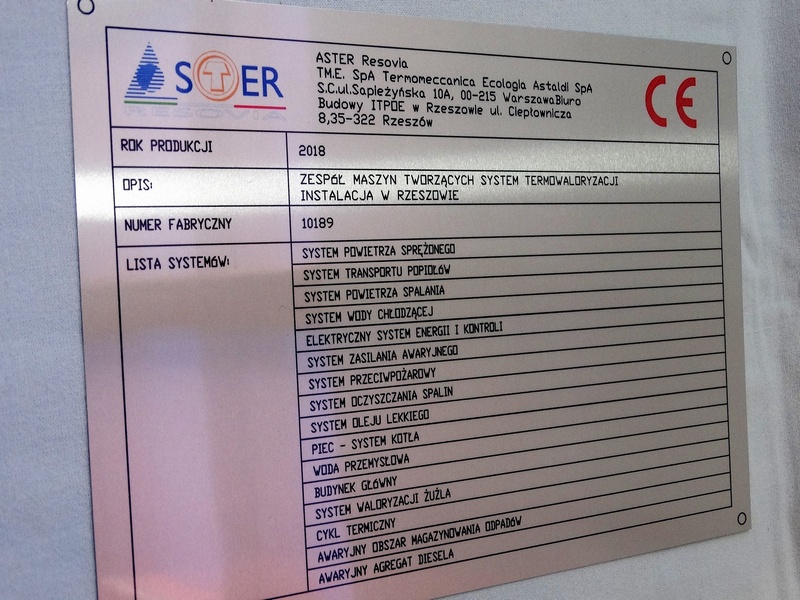 ASTER
RESOVIA
ASTER Resovia
TM.E. SpA Termomeccanica Ecologia Astaldi SpA
S.C.ul.Sapieżyńska 10A, 00-215 WarszawaBiuro
Budowy ITPOE w Rzeszowie ul. Ciepłownicza
8,35-322 Rzeszów
CE
ROK PRODUKCJI 2018
OPIS: ZESPÓŁ MASZYN TWORZĄCYCH SYSTEM TERMOWALORYZACJI
INSTALACJA W RZESZOWIE
NUMER FABRYCZNY 10189
LISTA SYSTEMÓW: SYSTEM POWIETRZA SPRĘŻONEGO
SYSTEM TRANSPORTU POPIOŁÓW
SYSTEM POWIETRZA SPALANIA
SYSTEM WODY CHŁODZĄCEJ
ELEKTRYCZNY SYSTEM ENERGII I KONTROLI
SYSTEM ZASILANIA AWARYJNEGO
SYSTEM PRZECIWPOŻAROWY
SYSTEM OCZYSZCZANIA SPALIN
SYSTEM OLEJU LEKKIEGO
PIEC - SYSTEM KOTŁA
WODA PRZEMYSŁOWA
BUDYNEK GŁÓWNY
SYSTEM WALORYZACJI ŻUŻLA
CYKL TERMICZNY
AWARYJNY OBSZAR MAGAZYNOWANIA ODPADÓW
AWARYJNY AGREGAT DIESELA